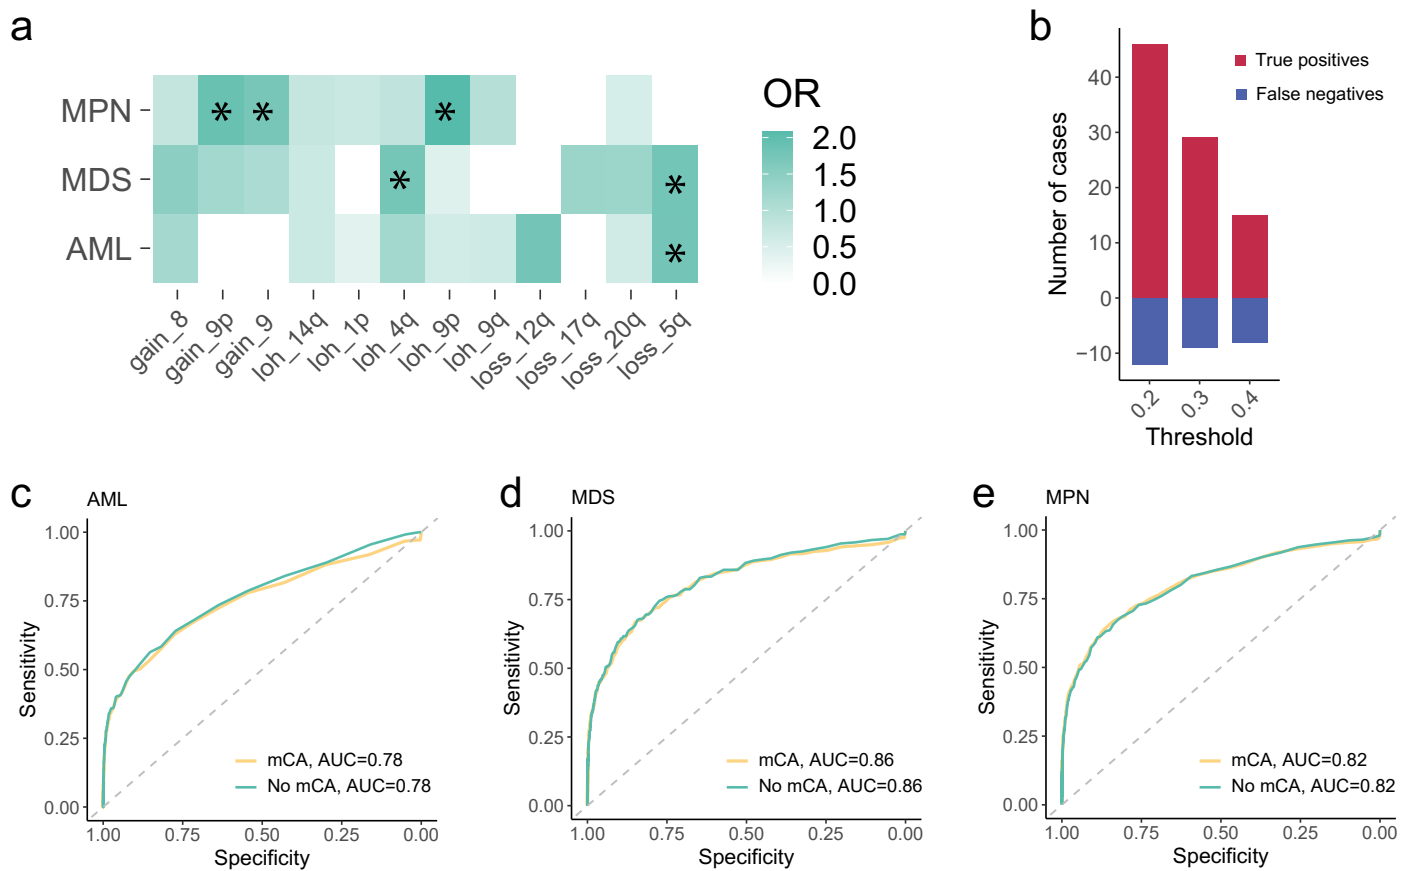 a
MPN
MDS
AML
* * *
* *
*
gain_8
gain_9p
gain_9
loh_14q
loh_1p
loh_4q
loh_9p
loh_9q
loss_12q
loss_17q
loss_20q
loss_5q
OR
2.0
1.5
1.0
0.5
0.0
b
True positives
False negatives
Number of cases
40
30
20
10
0
−10
0.2
0.3
0.4
Threshold
c
AML
Sensitivity
1.00
0.75
0.50
0.25
0.00
mCA, AUC=0.78
No mCA, AUC=0.78
1.00 0.75 0.50 0.25 0.00
Specificity
d
MDS
Sensitivity
1.00
0.75
0.50
0.25
0.00
mCA, AUC=0.86
No mCA, AUC=0.86
1.00 0.75 0.50 0.25 0.00
Specificity
e
MPN
Sensitivity
1.00
0.75
0.50
0.25
0.00
mCA, AUC=0.82
No mCA, AUC=0.82
1.00 0.75 0.50 0.25 0.00
Specificity